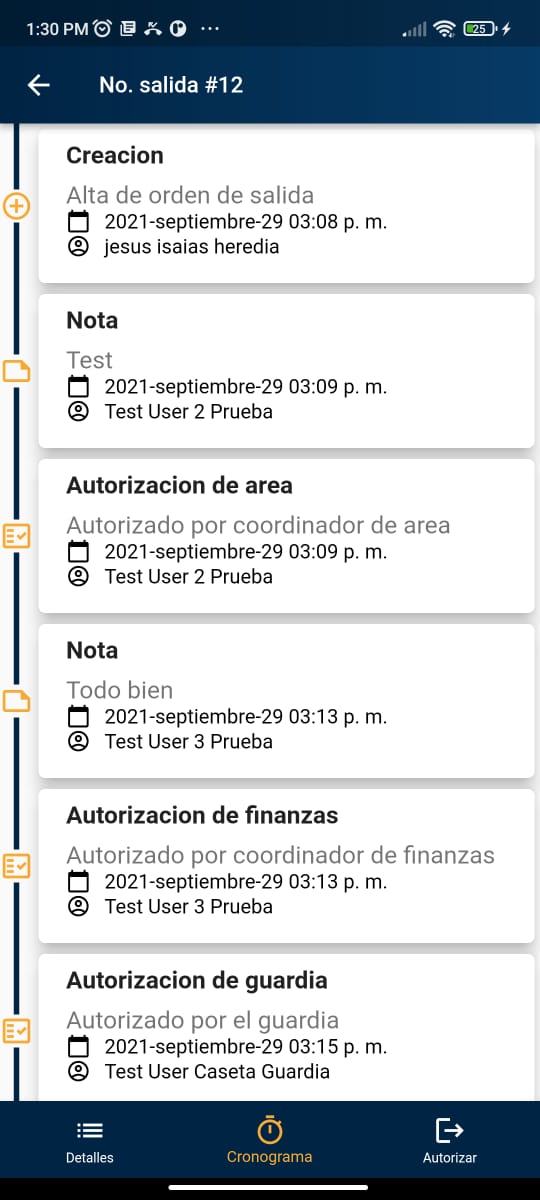 1:30 PM
25
No. salida #12
Creacion
Alta de orden de salida
2021-septiembre-29 03:08 p. m.
jesus isaias heredia
Nota
Test
2021-septiembre-29 03:09 p. m.
Test User 2 Prueba
Autorizacion de area
Autorizado por coordinador de area
2021-septiembre-29 03:09 p. m.
Test User 2 Prueba
Nota
Todo bien
2021-septiembre-29 03:13 p. m.
Test User 3 Prueba
Autorizacion de finanzas
Autorizado por coordinador de finanzas
2021-septiembre-29 03:13 p. m.
Test User 3 Prueba
Autorizacion de guardia
Autorizado por el guardia
2021-septiembre-29 03:15 p. m.
Test User Caseta Guardia
Detalles
Cronograma
Autorizar